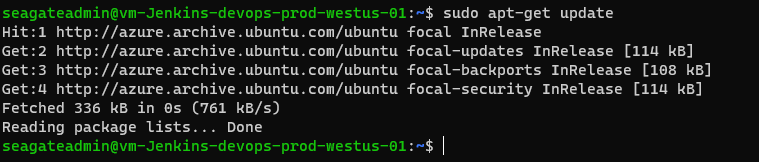 seagateadmin@vm-Jenkins-devops-prod-westus-01:~$ sudo apt-get update
Hit:1 http://azure.archive.ubuntu.com/ubuntu focal InRelease
Get:2 http://azure.archive.ubuntu.com/ubuntu focal-updates InRelease [114 kB]
Get:3 http://azure.archive.ubuntu.com/ubuntu focal-backports InRelease [108 kB]
Get:4 http://azure.archive.ubuntu.com/ubuntu focal-security InRelease [114 kB]
Fetched 336 kB in 0s (761 kB/s)
Reading package lists... Done
seagateadmin@vm-Jenkins-devops-prod-westus-01:~$